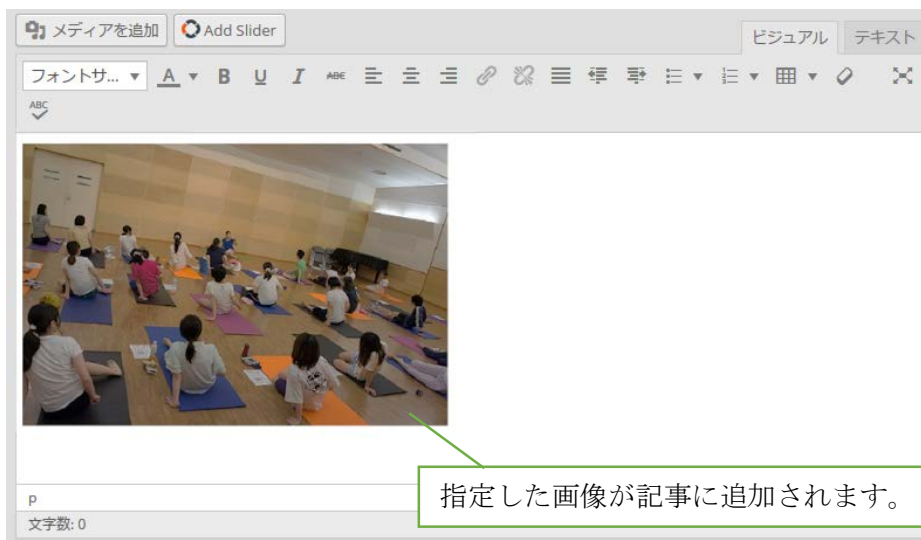 メディアを追加 Add Slider
ビジュアル テキスト
フォントサ... A B U I ABC
ABC
指定した画像が記事に追加されます。
p
文字数: 0